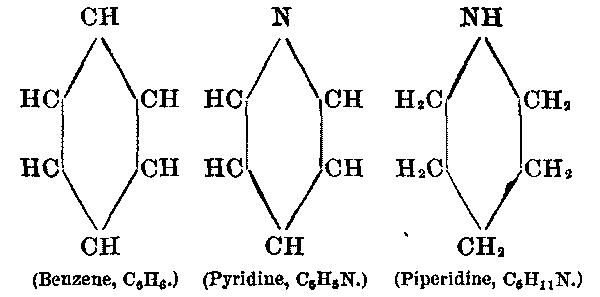 CH N NH
HC CH HC CH H₂C CH₂
HC CH HC CH H₂C CH₂
CH CH CH₂
(Benzene, C₆H₆.) (Pyridine, C₅H₅N.) (Piperidine, C₅H₁₁N.)